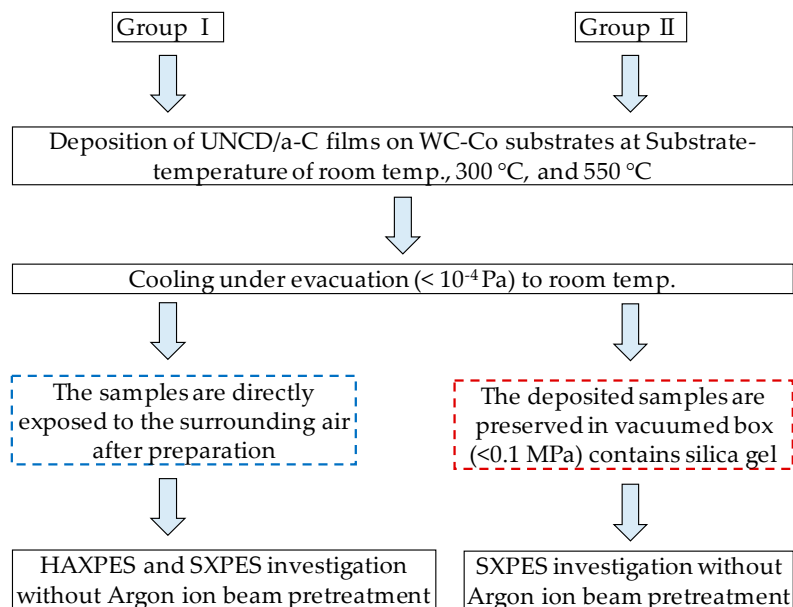 Group I
Group II
Deposition of UNCD/a-C films on WC-Co substrates at Substrate-
temperature of room temp., 300 °C, and 550 °C
Cooling under evacuation (< 10⁻⁴ Pa) to room temp.
The samples are directly
exposed to the surrounding air
after preparation
The deposited samples are
preserved in vacuumed box
(<0.1 MPa) contains silica gel
HAXPES and SXPES investigation
without Argon ion beam pretreatment
SXPES investigation without
Argon ion beam pretreatment